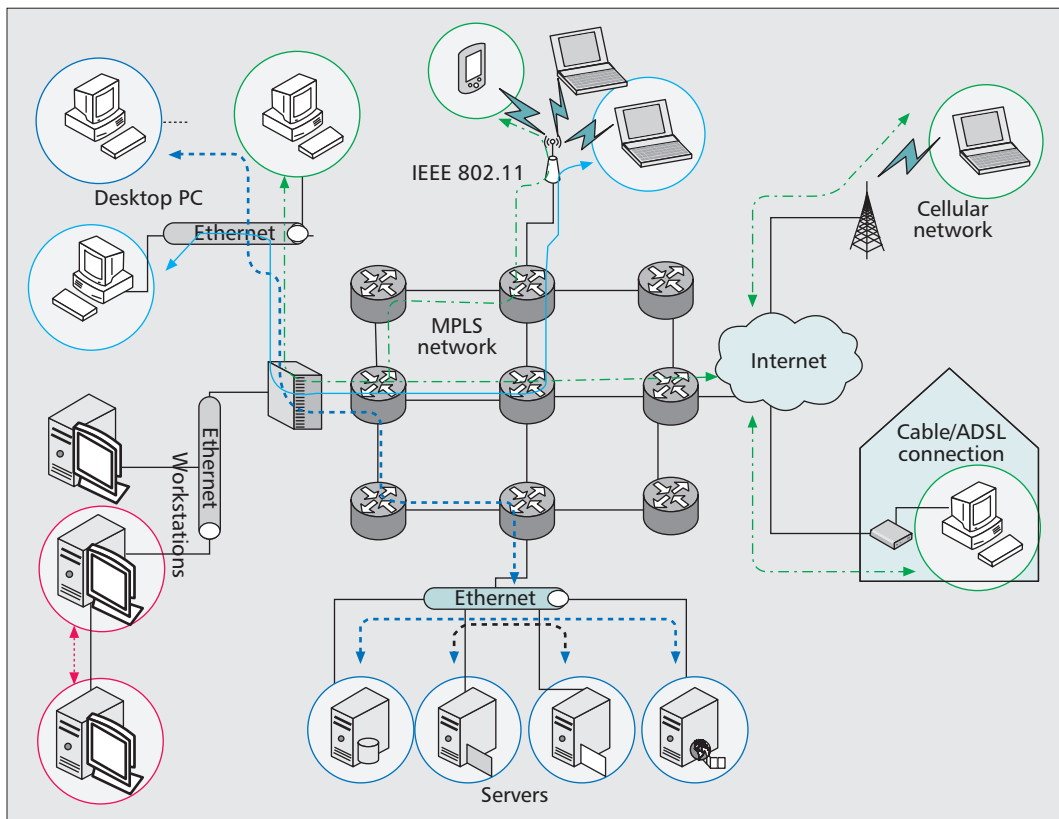 IEEE 802.11
Desktop PC
Cellular
network
Ethernet
MPLS
network
Internet
Cable/ADSL
connection
Ethernet
Workstations
Ethernet
Servers